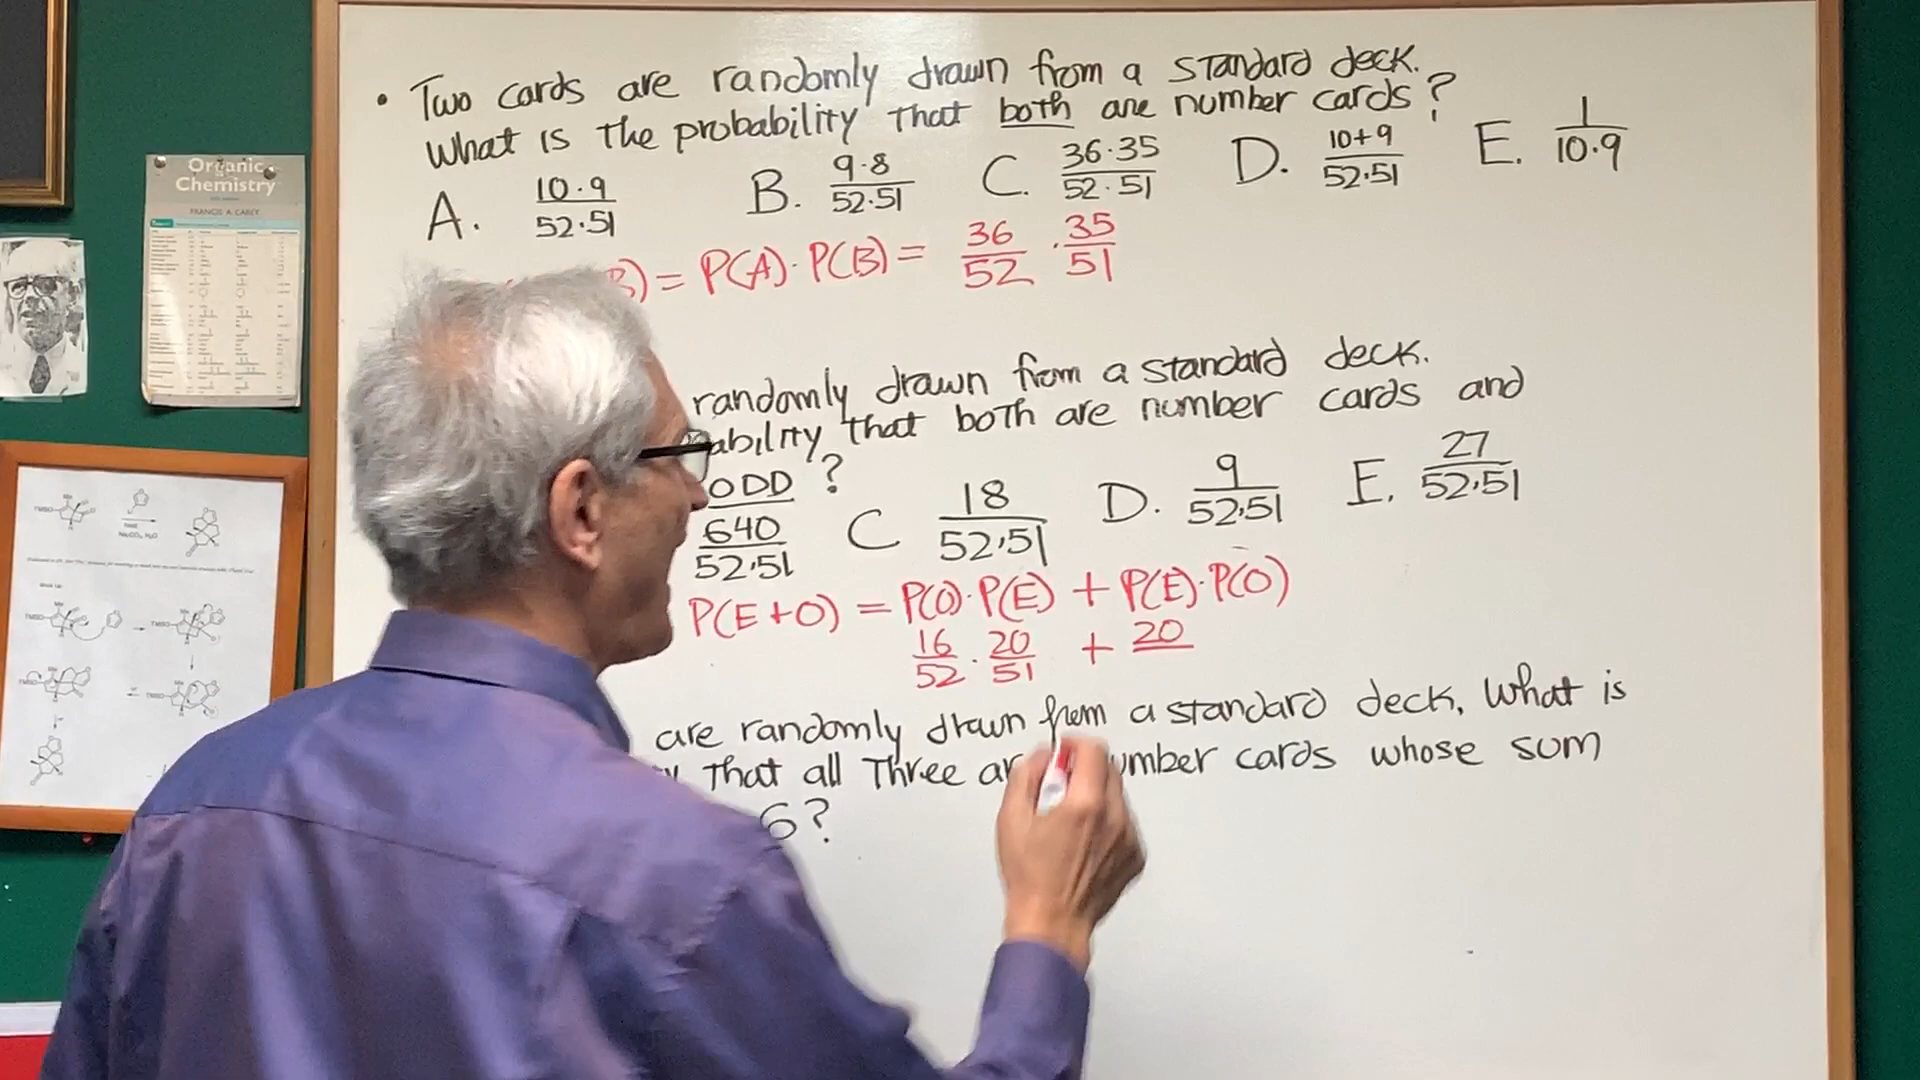 • Two cards are randomly drawn from a standard deck.
What is the probability that both are number cards?
A. 10·9/52·51 B. 9·8/52·51 C. 36·35/52·51 D. 10+9/52·51 E. 1/10·9
B) = P(A)·P(B) = 36/52 · 35/51
randomly drawn from a standard deck.
ability that both are number cards and
ODD ?
640/52·51 C 18/52·51 D. 9/52·51 E. 27/52·51
P(E+O) = P(O)·P(E) + P(E)·P(O)
16/52 · 20/51 + 20
are randomly drawn from a standard deck, What is
y that all Three ar umber cards whose sum
6?
Organic
Chemistry
FRANCIS A. CAREY